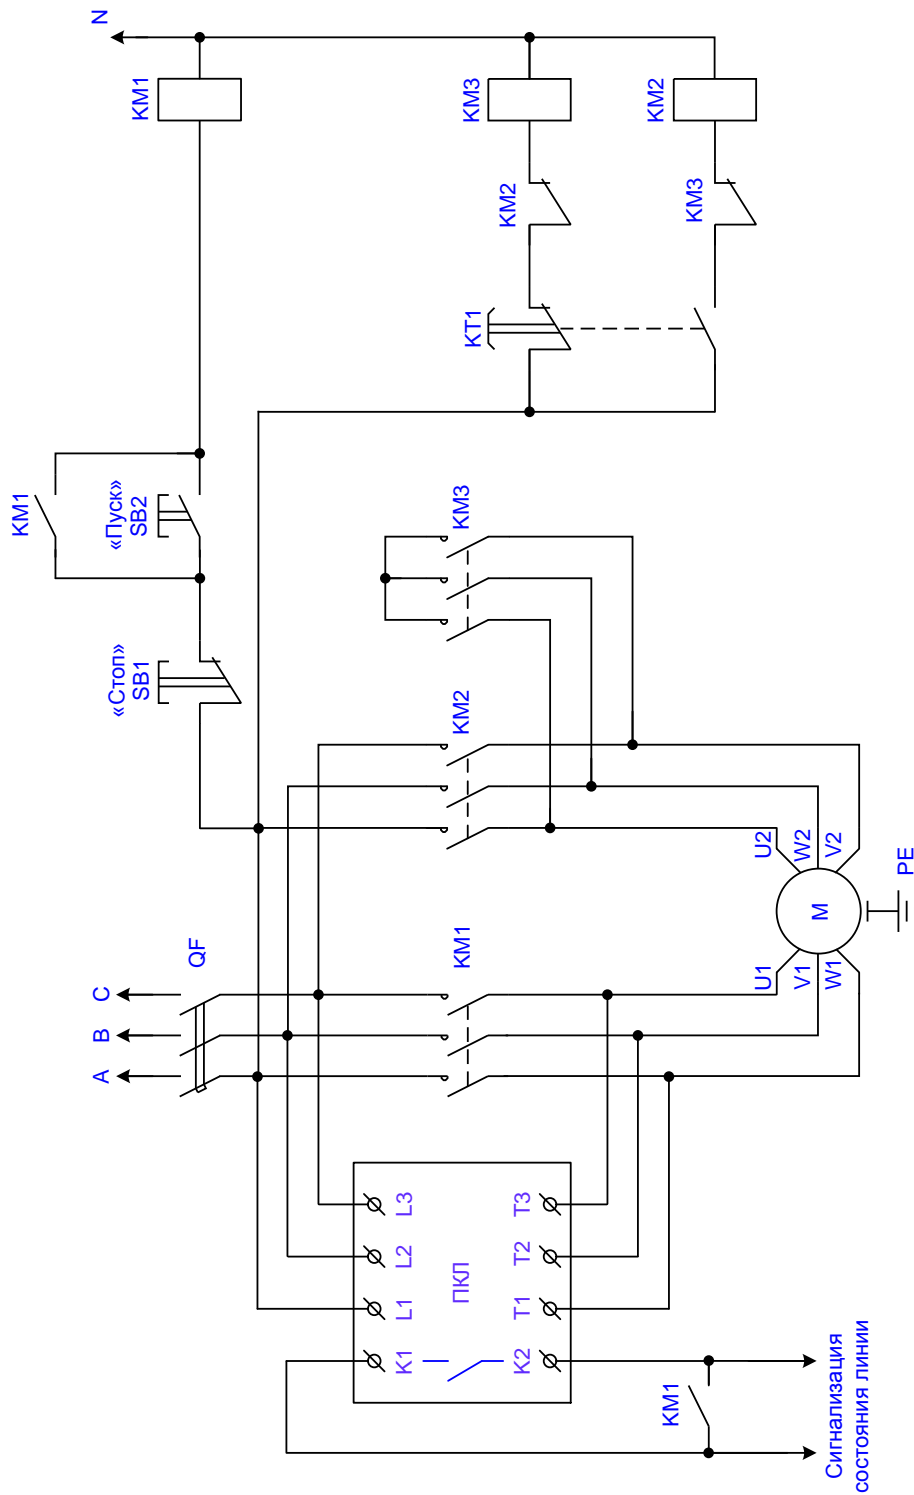 KM1
A
B
C
«Стоп»
SB1
«Пуск»
SB2
KM1
N
QF
K1
L1
L2
L3
ПКЛ
KM1
KM2
KM3
KT1
KM3
KM2
K2
T1
T2
T3
KM2
KM1
KM3
U1
U2
V1
W2
M
W1
V2
Сигнализация
состояния линии
PE